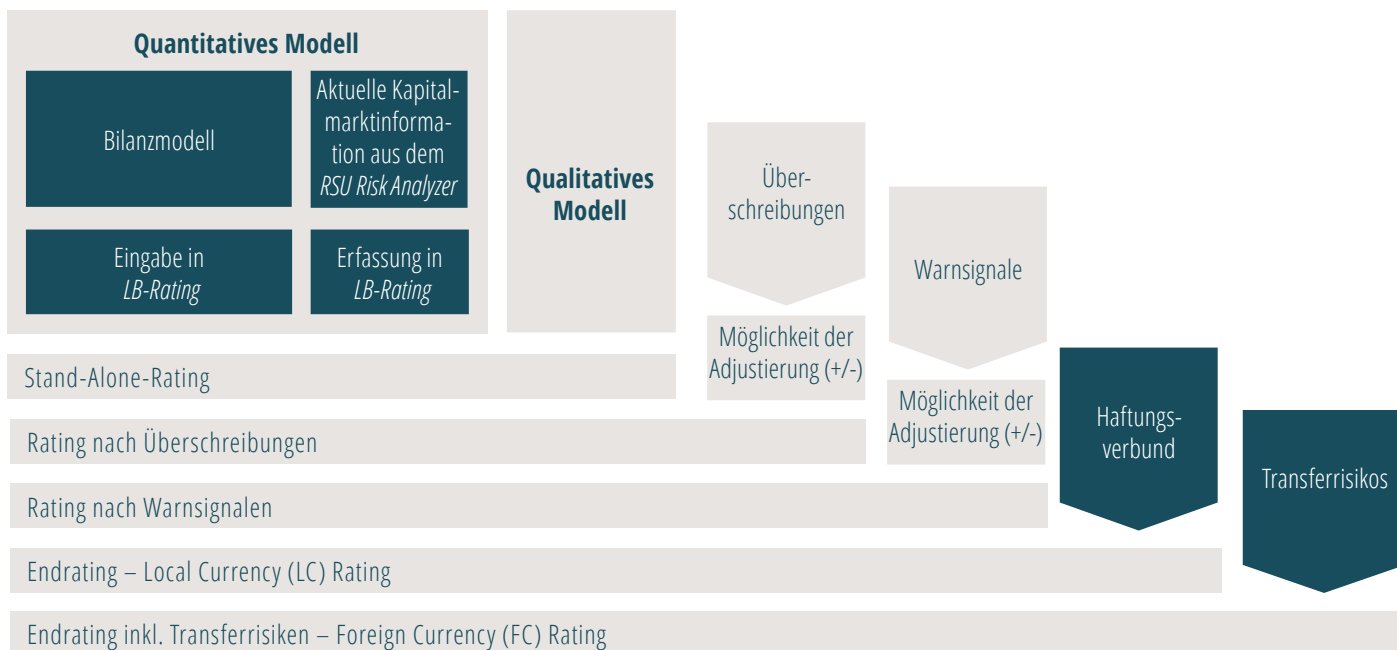 Quantitatives Modell
Bilanzmodell
Aktuelle Kapital-
marktinforma-
tion aus dem
RSU Risk Analyzer
Eingabe in
LB-Rating
Erfassung in
LB-Rating
Qualitatives
Modell
Über-
schreibungen
Möglichkeit der
Adjustierung (+/-)
Warnsignale
Möglichkeit der
Adjustierung (+/-)
Haftungs-
verbund
Transferrisikos
Stand-Alone-Rating
Rating nach Überschreibungen
Rating nach Warnsignalen
Endrating – Local Currency (LC) Rating
Endrating inkl. Transferrisiken – Foreign Currency (FC) Rating